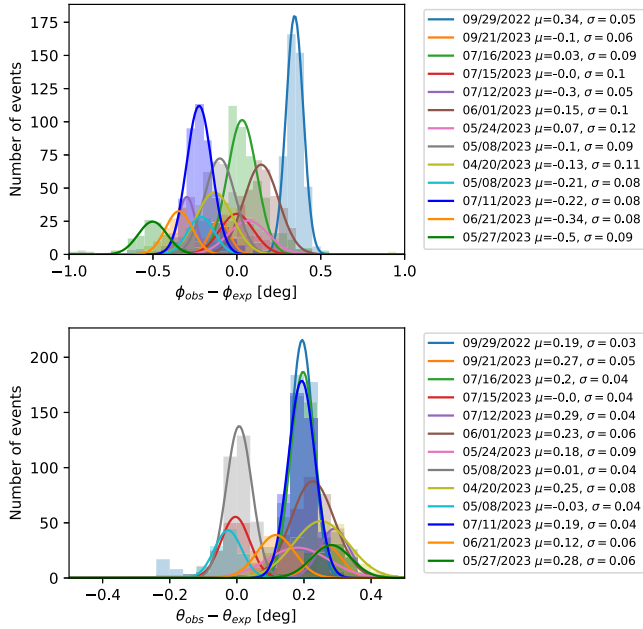 175
150
125
100
75
50
25
0
Number of events
−1.0 −0.5 0.0 0.5 1.0
ϕobs − ϕexp [deg]
09/29/2022 μ=0.34, σ = 0.05
09/21/2023 μ=-0.1, σ = 0.06
07/16/2023 μ=0.03, σ = 0.09
07/15/2023 μ=-0.0, σ = 0.1
07/12/2023 μ=-0.3, σ = 0.05
06/01/2023 μ=0.15, σ = 0.1
05/24/2023 μ=0.07, σ = 0.12
05/08/2023 μ=-0.1, σ = 0.09
04/20/2023 μ=-0.13, σ = 0.11
05/08/2023 μ=-0.21, σ = 0.08
07/11/2023 μ=-0.22, σ = 0.08
06/21/2023 μ=-0.34, σ = 0.08
05/27/2023 μ=-0.5, σ = 0.09
200
150
100
50
0
Number of events
−0.4 −0.2 0.0 0.2 0.4
θobs − θexp [deg]
09/29/2022 μ=0.19, σ = 0.03
09/21/2023 μ=0.27, σ = 0.05
07/16/2023 μ=0.2, σ = 0.04
07/15/2023 μ=-0.0, σ = 0.04
07/12/2023 μ=0.29, σ = 0.04
06/01/2023 μ=0.23, σ = 0.06
05/24/2023 μ=0.18, σ = 0.09
05/08/2023 μ=0.01, σ = 0.04
04/20/2023 μ=0.25, σ = 0.08
05/08/2023 μ=-0.03, σ = 0.04
07/11/2023 μ=0.19, σ = 0.04
06/21/2023 μ=0.12, σ = 0.06
05/27/2023 μ=0.28, σ = 0.06